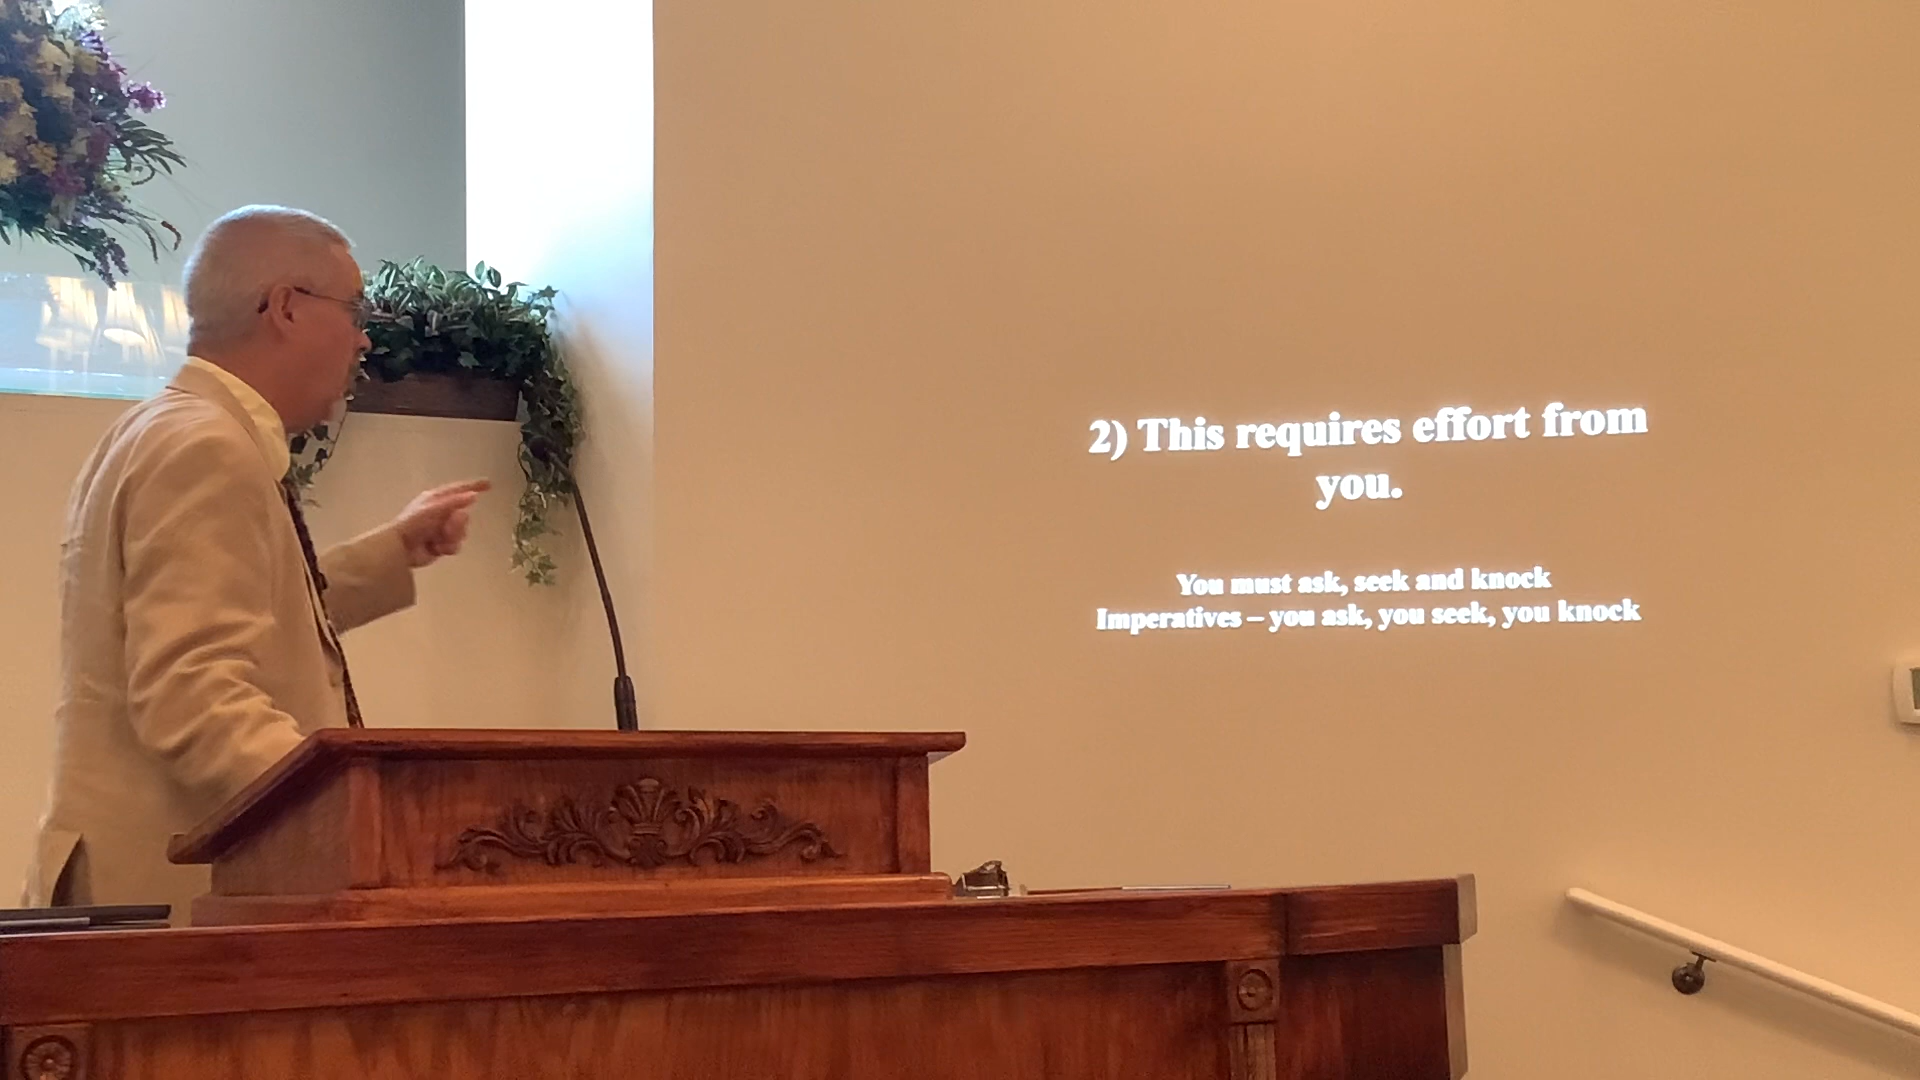 2) This requires effort from
you.
You must ask, seek and knock
Imperatives – you ask, you seek, you knock